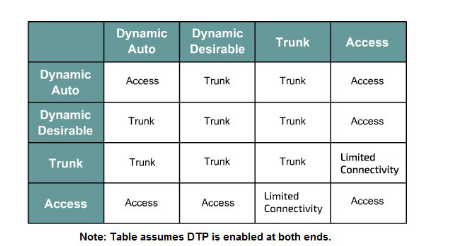 Dynamic Auto Dynamic Desirable Trunk Access
Dynamic Auto Access Trunk Trunk Access
Dynamic Desirable Trunk Trunk Trunk Access
Trunk Trunk Trunk Trunk Limited Connectivity
Access Access Access Limited Connectivity Access
Note: Table assumes DTP is enabled at both ends.